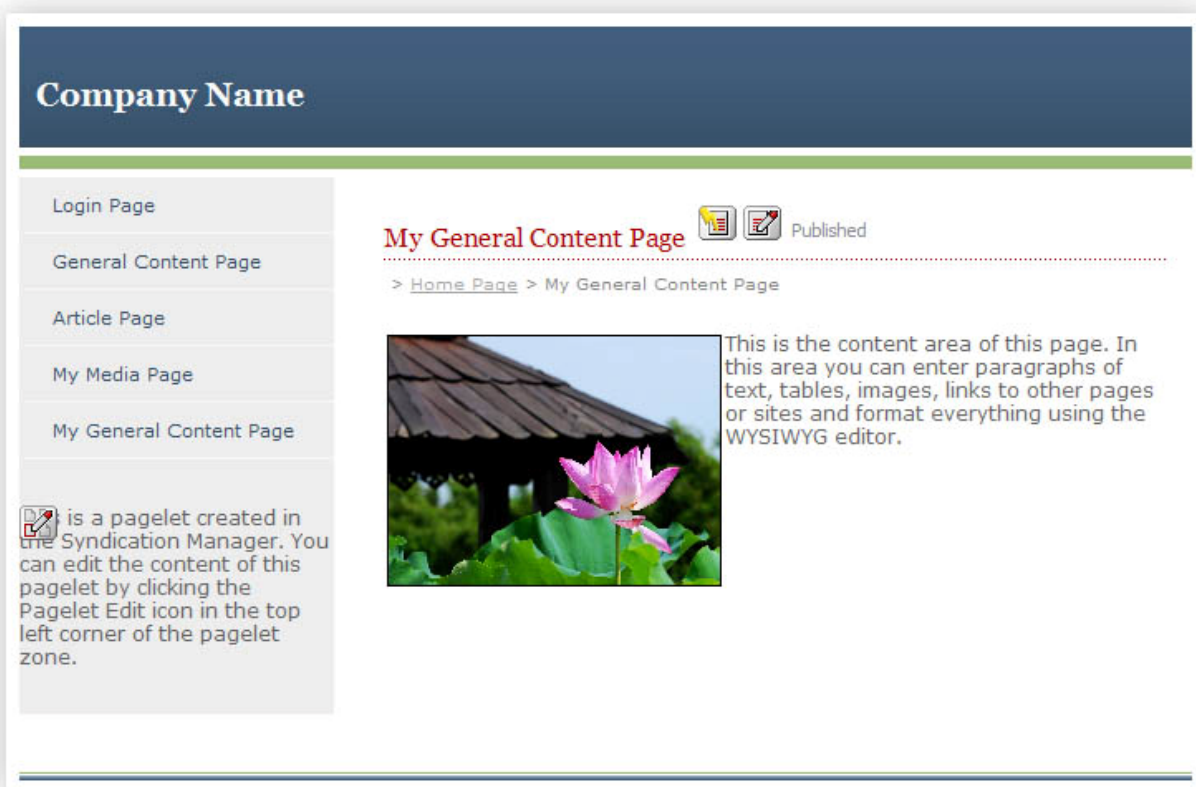 Company Name
Login Page
General Content Page
Article Page
My Media Page
My General Content Page
is a pagelet created in
the Syndication Manager. You
can edit the content of this
pagelet by clicking the
Pagelet Edit icon in the top
left corner of the pagelet
zone.
My General Content Page Published
> Home Page > My General Content Page
This is the content area of this page. In
this area you can enter paragraphs of
text, tables, images, links to other pages
or sites and format everything using the
WYSIWYG editor.